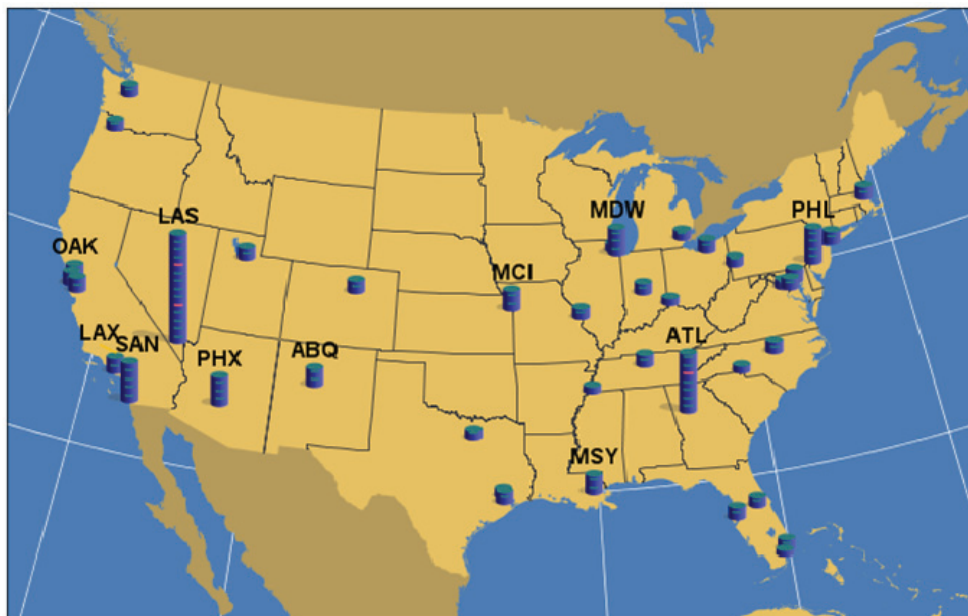 LAS
MDW
PHL
OAK
MCI
LAX
SAN
PHX
ABQ
ATL
MSY